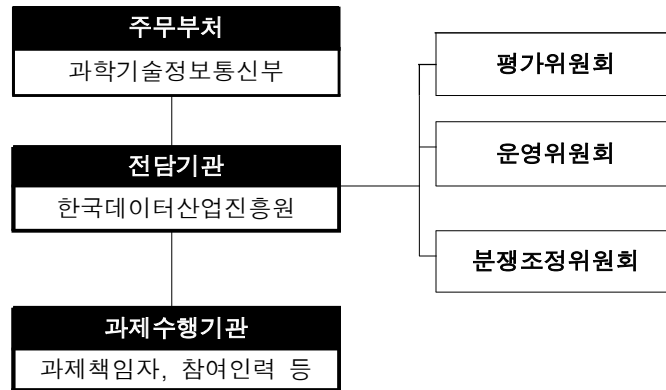 주무부처
과학기술정보통신부
전담기관
한국데이터산업진흥원
과제수행기관
과제책임자, 참여인력 등
평가위원회
운영위원회
분쟁조정위원회